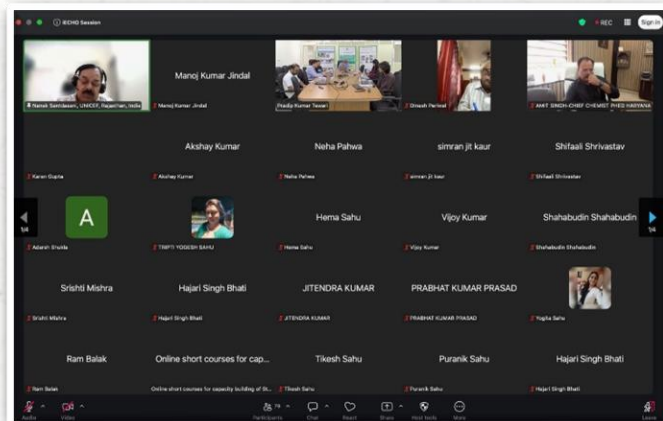 IIICHD Session
REC
Sign in
Nanak Santdasani, UNICEF, Rajasthan, India
Manoj Kumar Jindal
Manoj Kumar Jindal
Pradip Kumar Tewari
Dinesh Periwal
AMIT SINGH-CHIEF CHEMIST PHED HARYANA
Akshay Kumar
Neha Pahwa
simran jit kaur
Shifaali Shrivastav
Karan Gupta
Akshay Kumar
Neha Pahwa
simran jit kaur
Shifaali Shrivastav
A
Hema Sahu
Vijoy Kumar
Shahabudin Shahabudin
1/4
1/4
Adarsh Shukla
TRIPTI YOGESH SAHU
Hema Sahu
Vijoy Kumar
Shahabudin Shahabudin
Srishti Mishra
Hajari Singh Bhati
JITENDRA KUMAR
PRABHAT KUMAR PRASAD
Srishti Mishra
Hajari Singh Bhati
JITENDRA KUMAR
PRABHAT KUMAR PRASAD
Yogita Sahu
Ram Balak
Online short courses for cap...
Tikesh Sahu
Puranik Sahu
Hajari Singh Bhati
Ram Balak
Online short courses for capacity building of St...
Tikesh Sahu
Puranik Sahu
Hajari Singh Bhati
Audio
Video
Participants
Chat
React
Share
Host tools
More
Leave